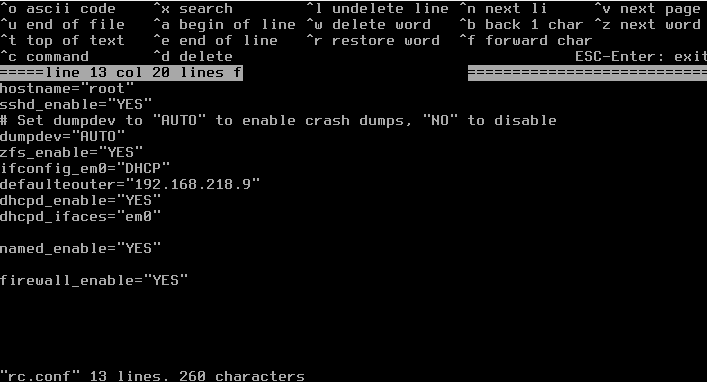 ^o ascii code ^x search ^l undelete line ^n next li ^v next page
^u end of file ^a begin of line ^w delete word ^b back 1 char ^z next word
^t top of text ^e end of line ^r restore word ^f forward char
^c command ^d delete ESC-Enter: exit
=====line 13 col 20 lines f ===========================
hostname="root"
sshd_enable="YES"
# Set dumpdev to "AUTO" to enable crash dumps, "NO" to disable
dumpdev="AUTO"
zfs_enable="YES"
ifconfig_em0="DHCP"
defaulteouter="192.168.218.9"
dhcpd_enable="YES"
dhcpd_ifaces="em0"
named_enable="YES"
firewall_enable="YES"
"rc.conf" 13 lines. 260 characters